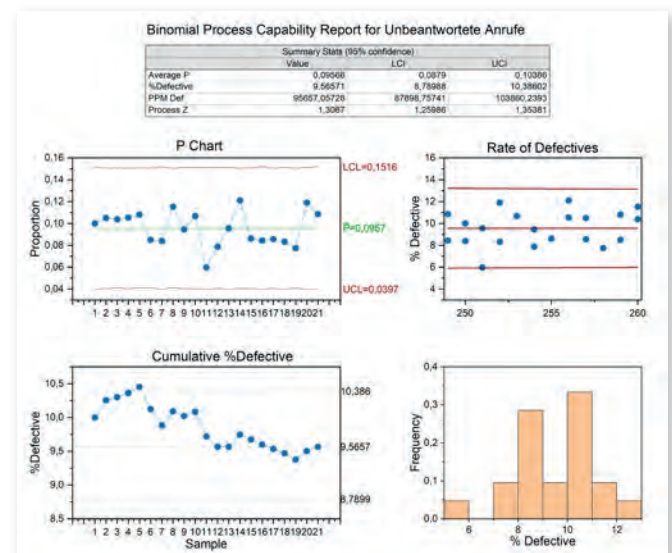 Binomial Process Capability Report for Unbeantwortete Anrufe
Summary Stats (95% confidence)
Value LCI UCI
Average P 0,09566 0,0879 0,10386
%Defective 9,56571 8,78988 10,38602
PPM Def 95657,05728 87898,75741 103860,2393
Process Z 1,3067 1,25986 1,35381
P Chart
0,16
0,14
0,12
0,10
0,08
0,06
0,04
Proportion
LCL=0,1516
P=0,0957
UCL=0,0397
1 2 3 4 5 6 7 8 9 10 11 12 13 14 15 16 17 18 19 20 21
Rate of Defectives
16
14
12
10
8
6
4
% Defective
250 255 260
Cumulative %Defective
10,5
10,0
9,5
9,0
8,5
%Defective
10,386
9,5657
8,7899
1 2 3 4 5 6 7 8 9 10 11 12 13 14 15 16 17 18 19 20 21
Sample
0,4
0,3
0,2
0,1
0,0
Frequency
6 8 10 12
% Defective